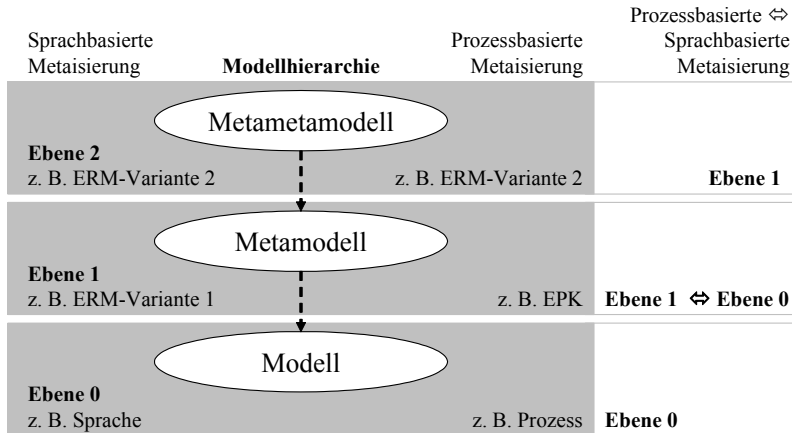 Prozessbasierte ⇔
Sprachbasierte Prozessbasierte Sprachbasierte
Metaisierung Modellhierarchie Metaisierung Metaisierung
Metametamodell
Ebene 2
z. B. ERM-Variante 2 z. B. ERM-Variante 2 Ebene 1
Metamodell
Ebene 1
z. B. ERM-Variante 1 z. B. EPK Ebene 1 ⇔ Ebene 0
Modell
Ebene 0
z. B. Sprache z. B. Prozess Ebene 0